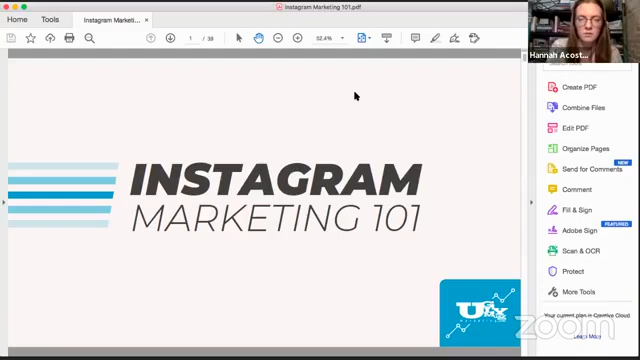 Instagram Marketing 101.pdf
Home
Tools
Instagram Marketi...
×
1 / 38
52.4%
Hannah Acost...
Create PDF
Combine Files
Edit PDF
Organize Pages
NEW
Send for Comments
Comment
Fill & Sign
FEATURED
Adobe Sign
Scan & OCR
Protect
More Tools
INSTAGRAM
MARKETING 101
Your current plan is Creative Cloud
Learn More
zoom